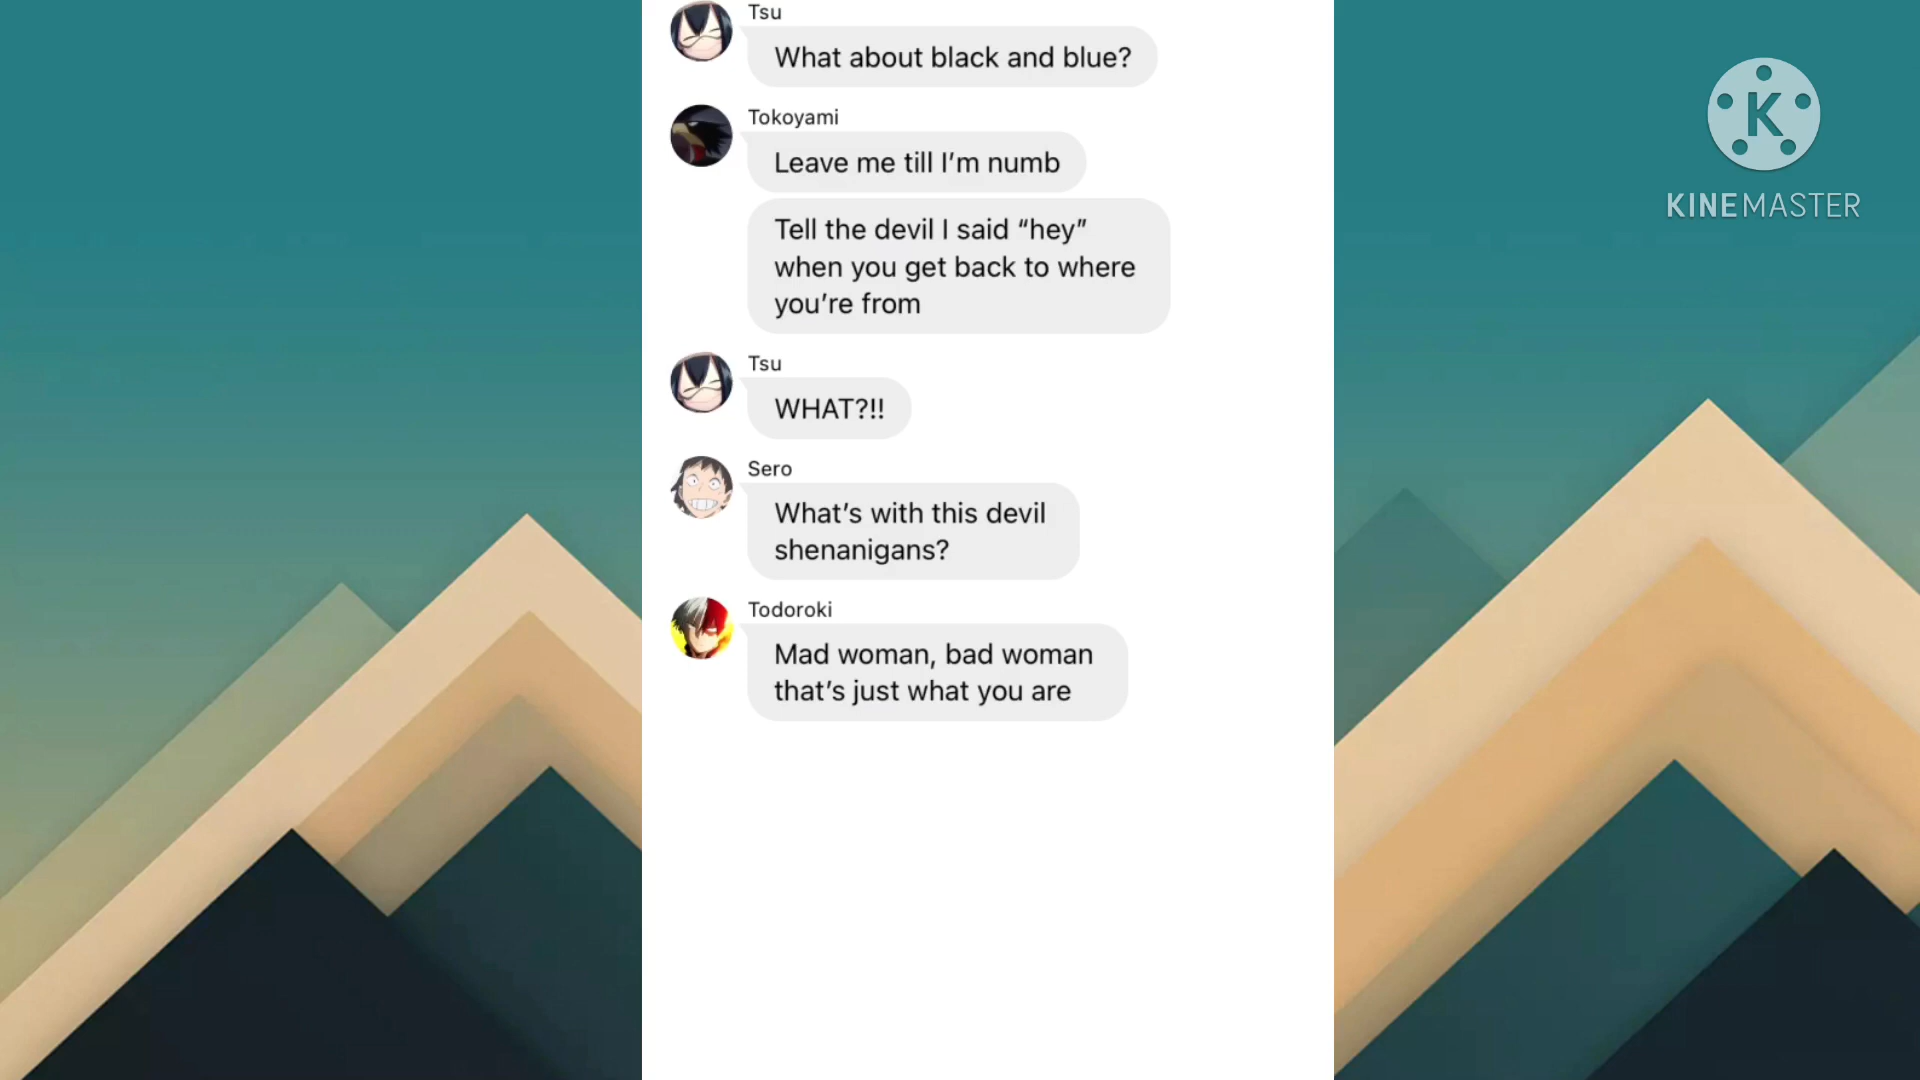 Tsu
What about black and blue?
Tokoyami
Leave me till I’m numb
Tell the devil I said “hey”
when you get back to where
you’re from
Tsu
WHAT?!!
Sero
What’s with this devil
shenanigans?
Todoroki
Mad woman, bad woman
that’s just what you are
K
KINEMASTER